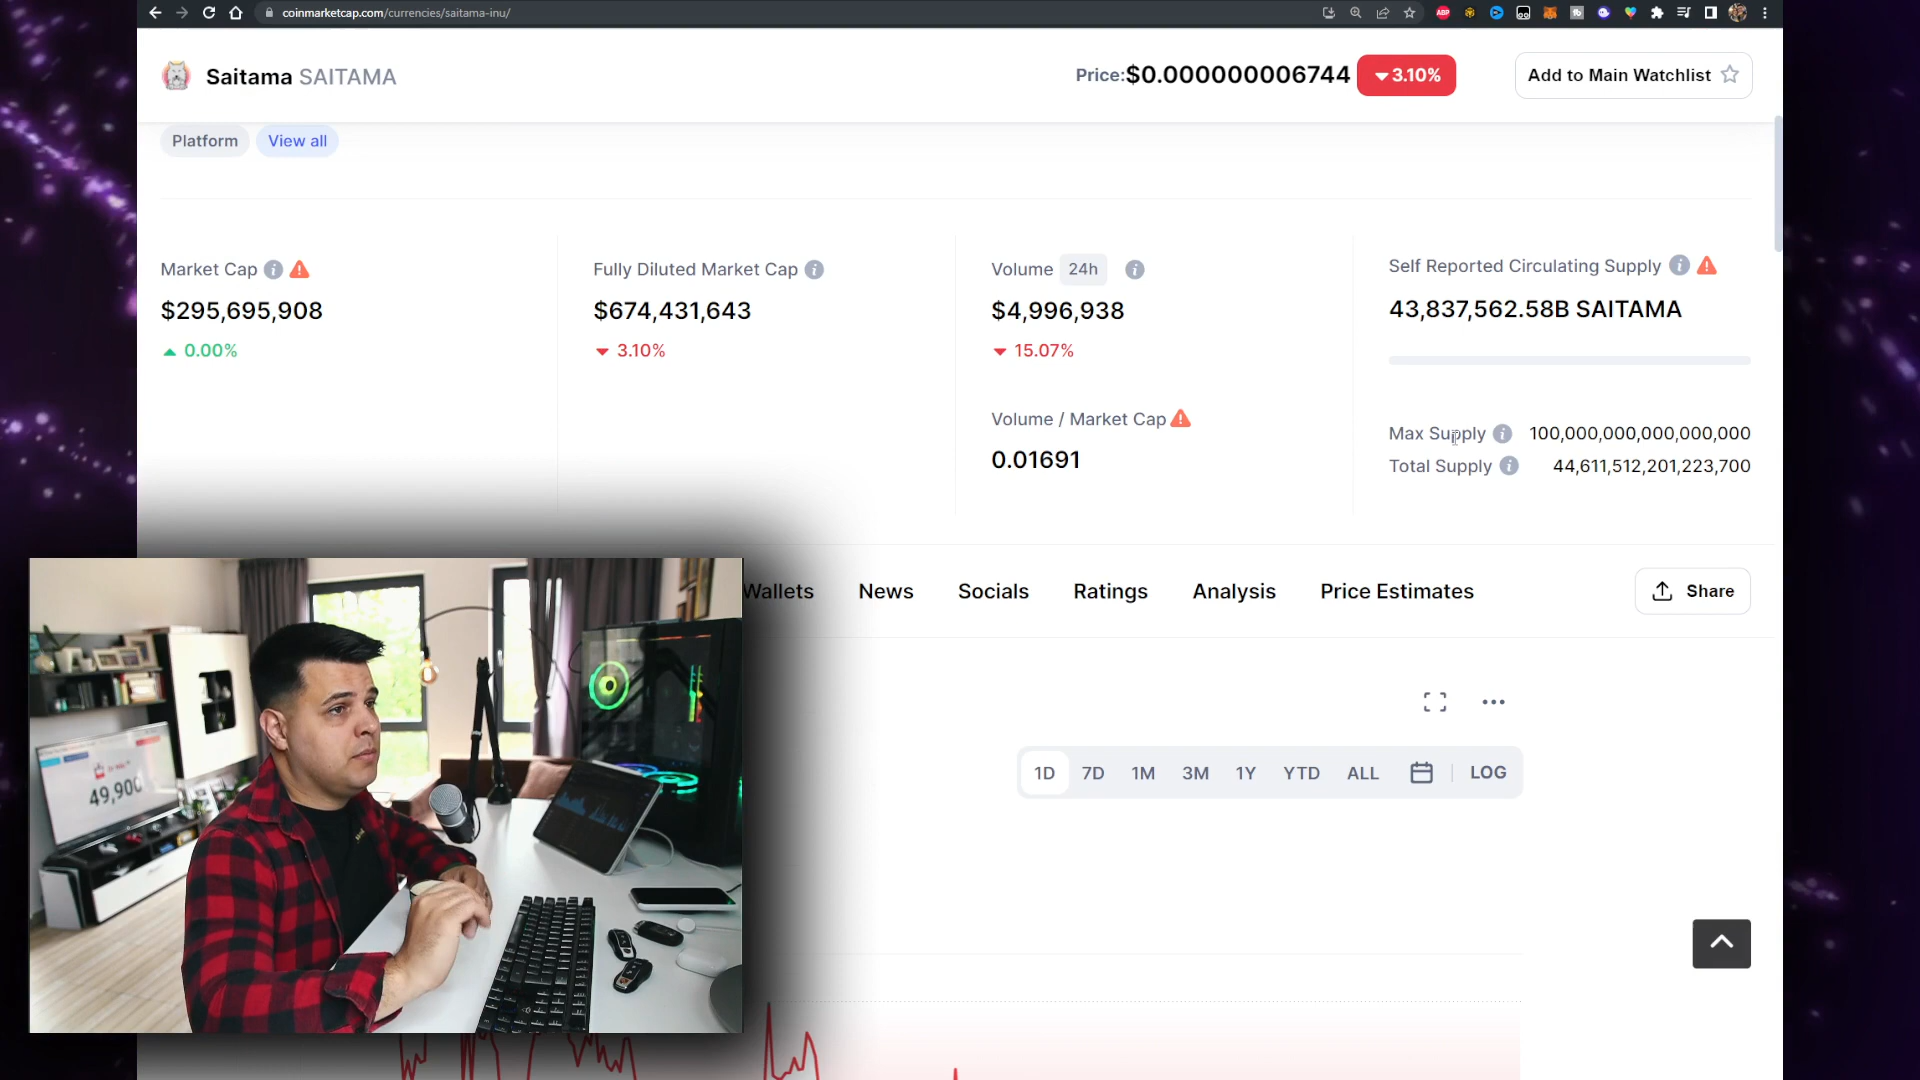 coinmarketcap.com/currencies/saitama-inu/
ABP
Saitama SAITAMA
Price:$0.000000006744
3.10%
Add to Main Watchlist
Platform
View all
Market Cap
$295,695,908
0.00%
Fully Diluted Market Cap
$674,431,643
3.10%
Volume 24h
$4,996,938
15.07%
Volume / Market Cap
0.01691
Self Reported Circulating Supply
43,837,562.58B SAITAMA
Max Supply 100,000,000,000,000,000
Total Supply 44,611,512,201,223,700
Wallets
News
Socials
Ratings
Analysis
Price Estimates
Share
1D 7D 1M 3M 1Y YTD ALL LOG
49,900